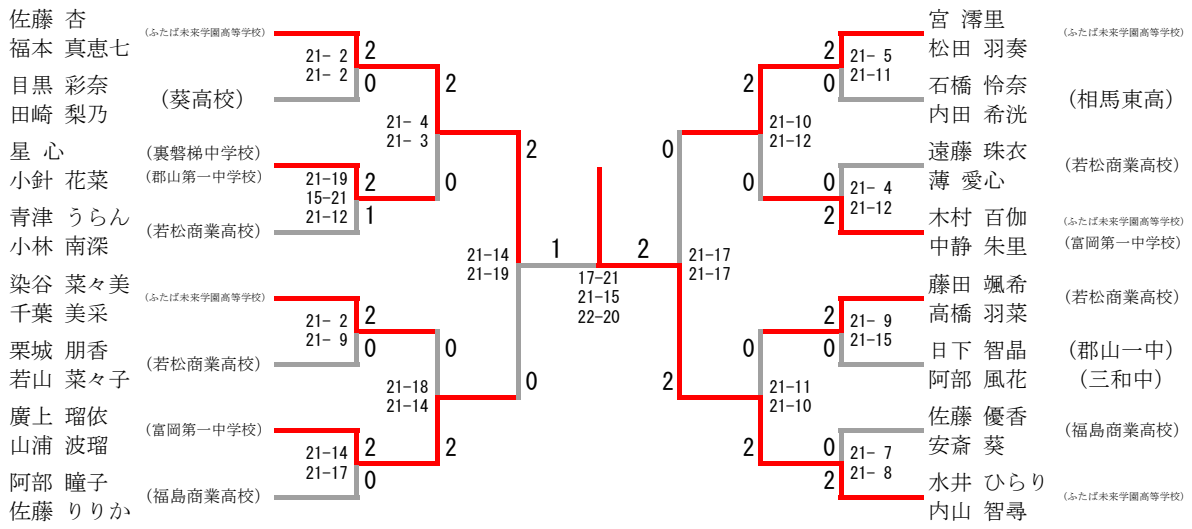 佐藤 杏
福本 真恵七
(ふたば未来学園高等学校)
21- 2
21- 2
2
0
目黒 彩奈
田崎 梨乃
(葵高校)
21- 4
21- 3
2
0
星 心
(裏磐梯中学校)
小針 花菜
(郡山第一中学校)
21-19
15-21
21-12
2
1
青津 うらん
小林 南深
(若松商業高校)
21-14
21-19
2
0
染谷 菜々美
千葉 美采
(ふたば未来学園高等学校)
21- 2
21- 9
2
0
栗城 朋香
若山 菜々子
(若松商業高校)
21-18
21-14
0
2
廣上 瑠依
山浦 波瑠
(富岡第一中学校)
21-14
21-17
2
0
阿部 瞳子
佐藤 りりか
(福島商業高校)
1
2
17-21
21-15
22-20
宮 澪里
松田 羽奏
(ふたば未来学園高等学校)
2
0
21- 5
21-11
石橋 怜奈
内田 希洸
(相馬東高)
2
0
21-10
21-12
遠藤 珠衣
薄 愛心
(若松商業高校)
0
2
21- 4
21-12
木村 百伽
(ふたば未来学園高等学校)
中静 朱里
(富岡第一中学校)
0
2
21-17
21-17
藤田 颯希
高橋 羽菜
(若松商業高校)
2
0
21- 9
21-15
日下 智晶
(郡山一中)
阿部 風花
(三和中)
0
2
21-11
21-10
佐藤 優香
安斎 葵
(福島商業高校)
0
2
21- 7
21- 8
水井 ひらり
内山 智尋
(ふたば未来学園高等学校)